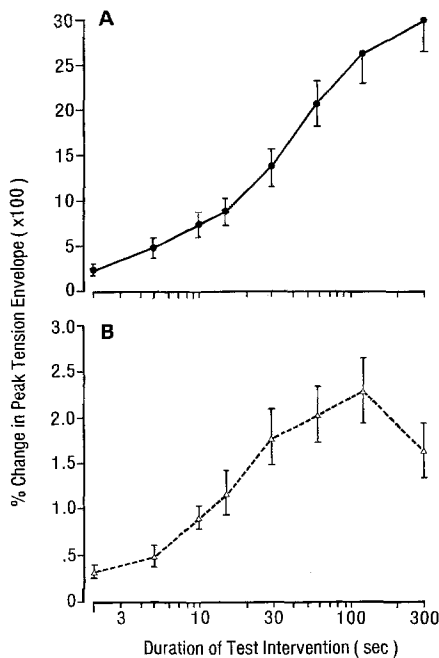 A
30
25
20
15
10
5
0
% Change in Peak Tension Envelope ( x100 )
B
3.0
2.5
2.0
1.5
1.0
.5
0
3 10 30 100 300
Duration of Test Intervention ( sec )